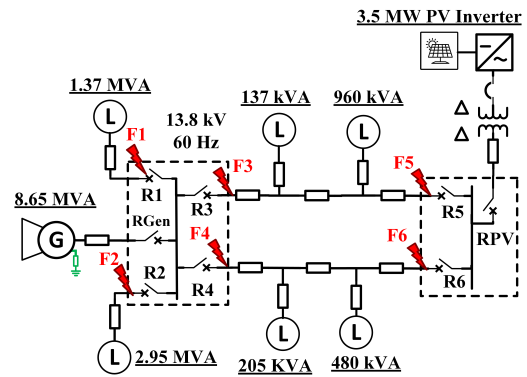 3.5 MW PV Inverter
1.37 MVA
137 kVA
960 kVA
L
L
L
13.8 kV
60 Hz
Δ
Δ
F1
F3
F5
R1
R3
R5
8.65 MVA
RGen
RPV
G
F4
F6
F2
R2
R4
R6
L
L
L
2.95 MVA
205 KVA
480 kVA